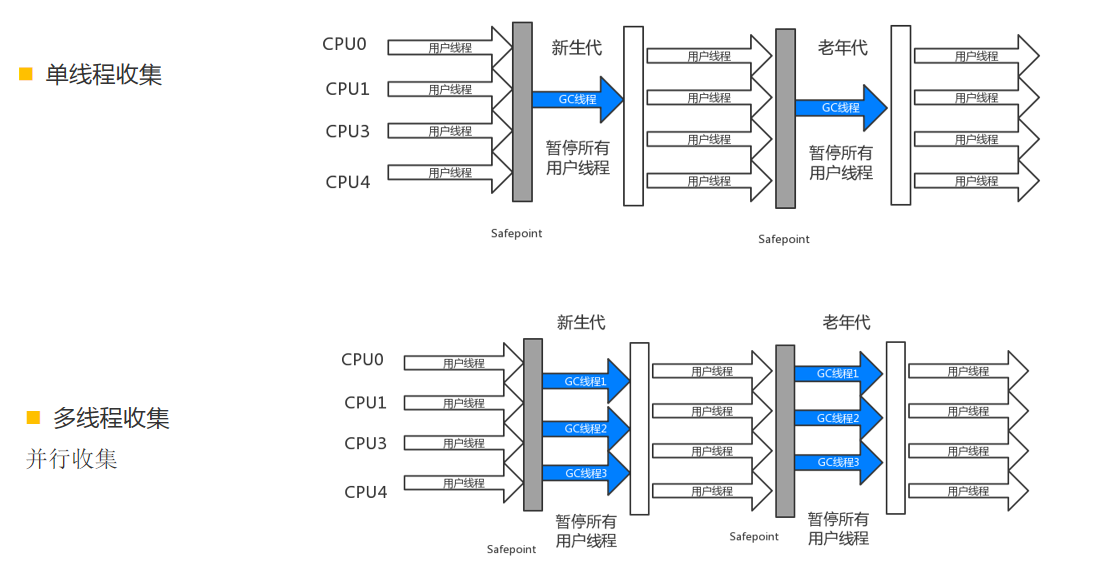 单线程收集
CPU0
CPU1
CPU3
CPU4
用户线程
用户线程
用户线程
用户线程
Safepoint
新生代
GC线程
暂停所有
用户线程
用户线程
用户线程
用户线程
用户线程
Safepoint
老年代
GC线程
暂停所有
用户线程
用户线程
用户线程
用户线程
用户线程
多线程收集
并行收集
CPU0
CPU1
CPU3
CPU4
用户线程
用户线程
用户线程
用户线程
Safepoint
新生代
GC线程1
GC线程2
GC线程3
暂停所有
用户线程
用户线程
用户线程
用户线程
用户线程
Safepoint
老年代
GC线程1
GC线程2
GC线程3
暂停所有
用户线程
用户线程
用户线程
用户线程
用户线程